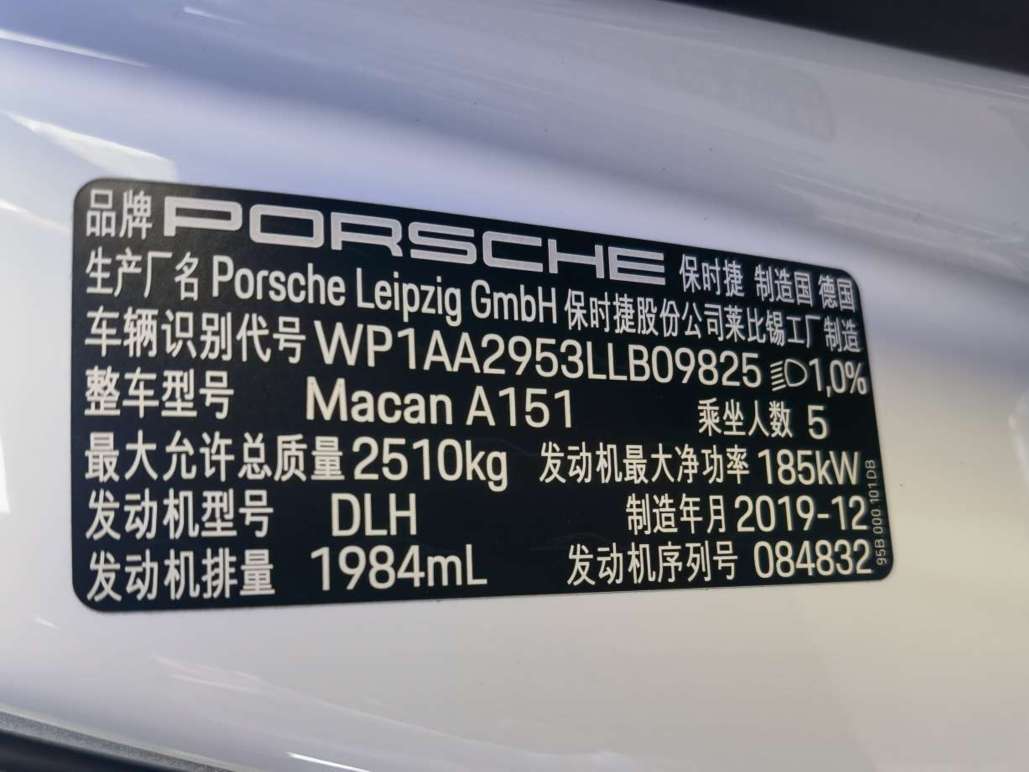 品牌 PORSCHE 保时捷 制造国 德国
生产厂名 Porsche Leipzig GmbH 保时捷股份公司莱比锡工厂制造
车辆识别代号 WP1AA2953LLB09825 1,0%
整车型号 Macan A151 乘坐人数 5
最大允许总质量 2510kg 发动机最大净功率 185kW
发动机型号 DLH 制造年月 2019-12
发动机排量 1984mL 发动机序列号 084832
95B 000 101.DB